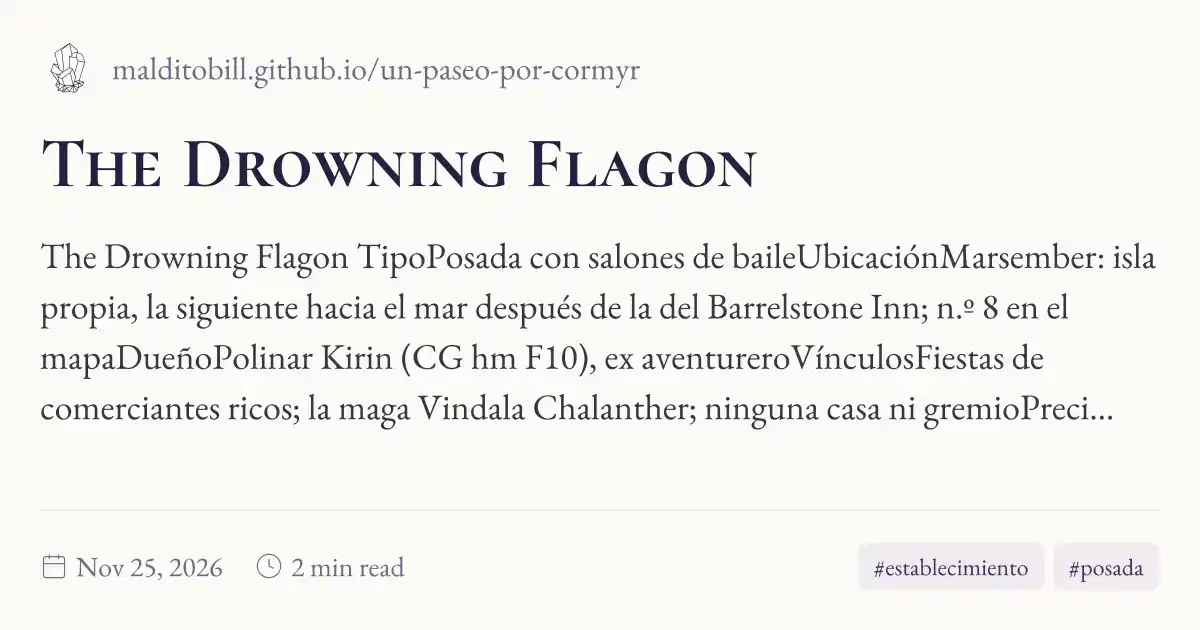 malditobill.github.io/un-paseo-por-cormyr
The Drowning Flagon
The Drowning Flagon TipoPosada con salones de baileUbicaciónMarsember: isla
propia, la siguiente hacia el mar después de la del Barrelstone Inn; n.º 8 en el
mapaDueñoPolinar Kirin (CG hm F10), ex aventureroVínculosFiestas de
comerciantes ricos; la maga Vindala Chalanther; ninguna casa ni gremioPreci...
Nov 25, 2026 2 min read #establecimiento #posada